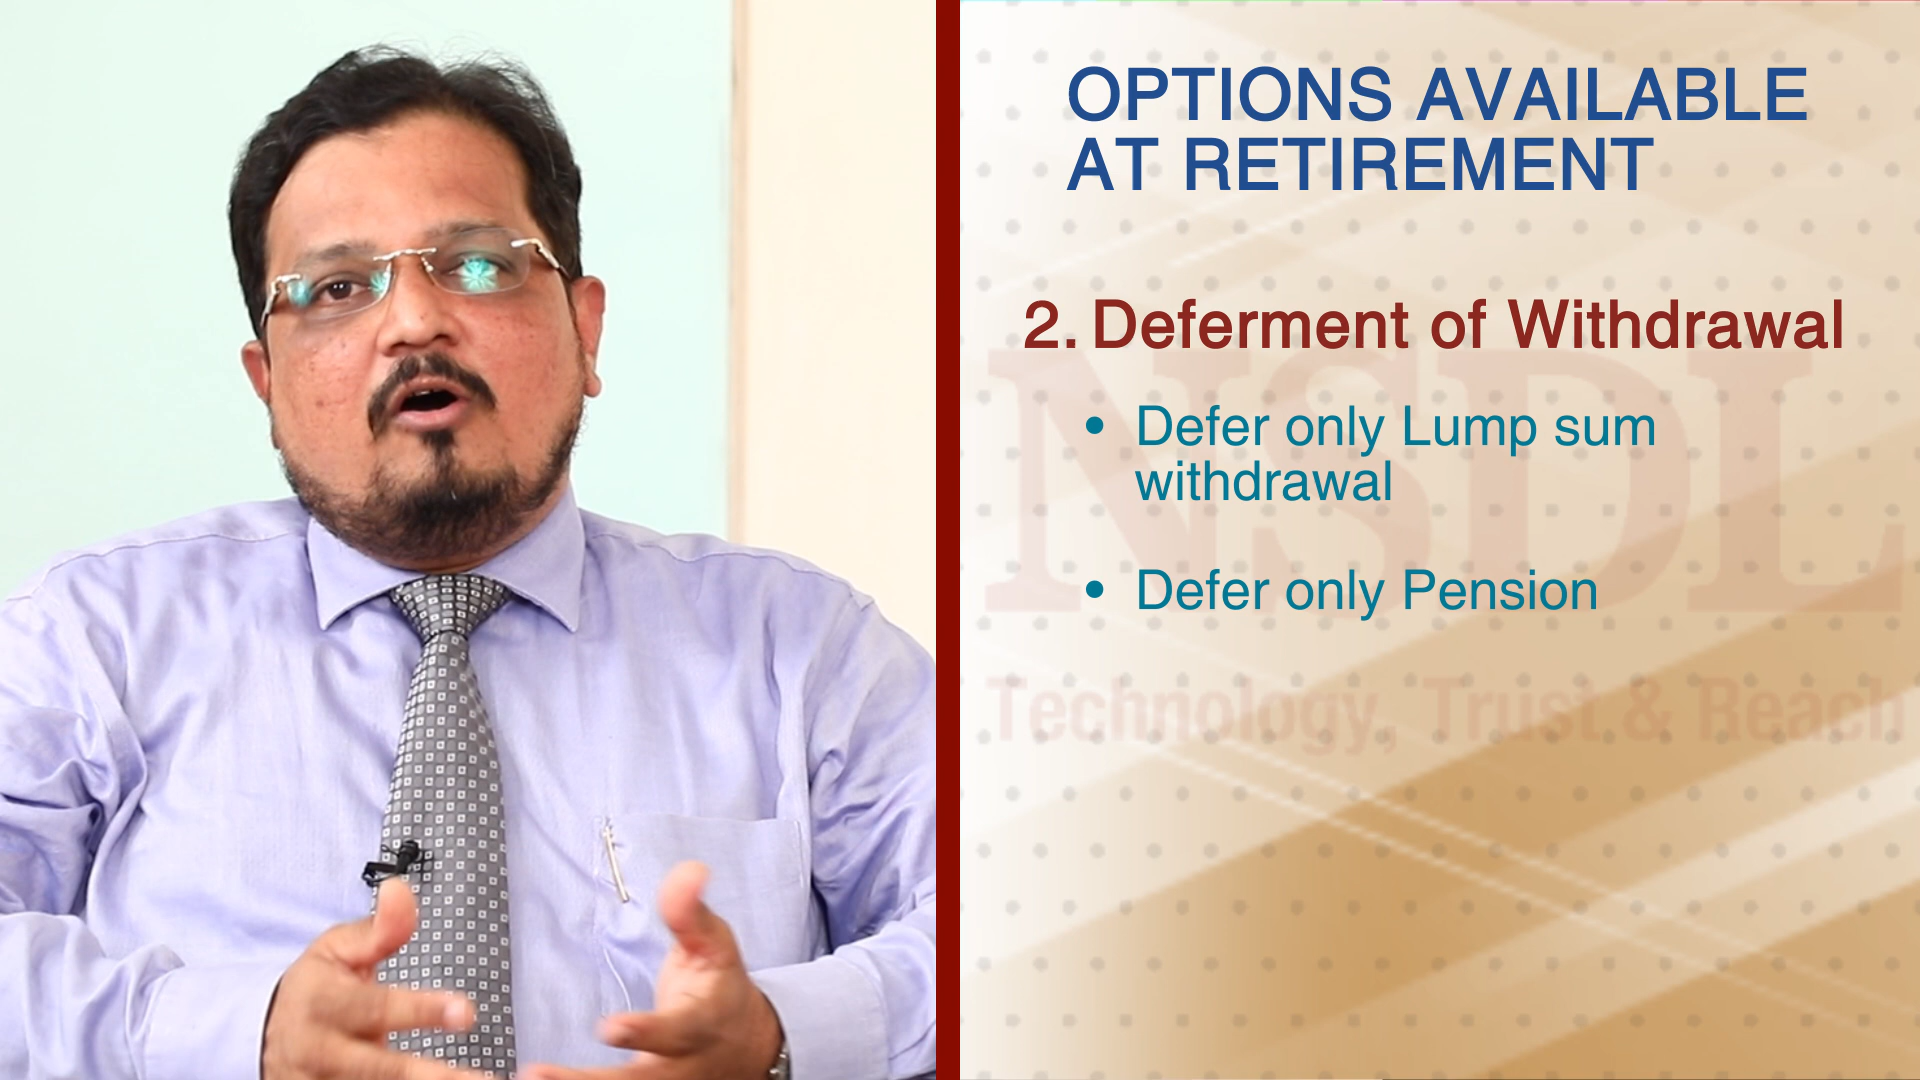 OPTIONS AVAILABLE
AT RETIREMENT
2. Deferment of Withdrawal
• Defer only Lump sum
withdrawal
• Defer only Pension
NSDL
Technology, Trust & Reach